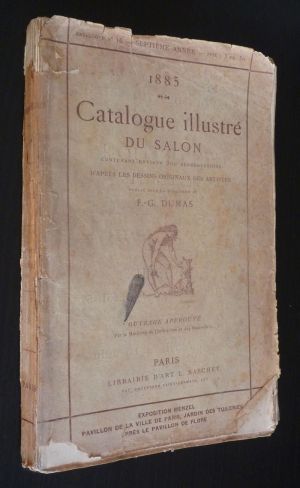 SEPTIÈME ANNÉE
1885
Catalogue illustré
DU SALON
D'APRÈS LES DESSINS ORIGINAUX DES ARTISTES
F.-G. DUMAS
OUVRAGE APPROUVÉ
PARIS
LIBRAIRIE D'ART L. BASCHET
EXPOSITION MENZEL
PAVILLON DE LA VILLE DE PARIS, JARDIN DES TUILERIES
PRÈS LE PAVILLON DE FLORE